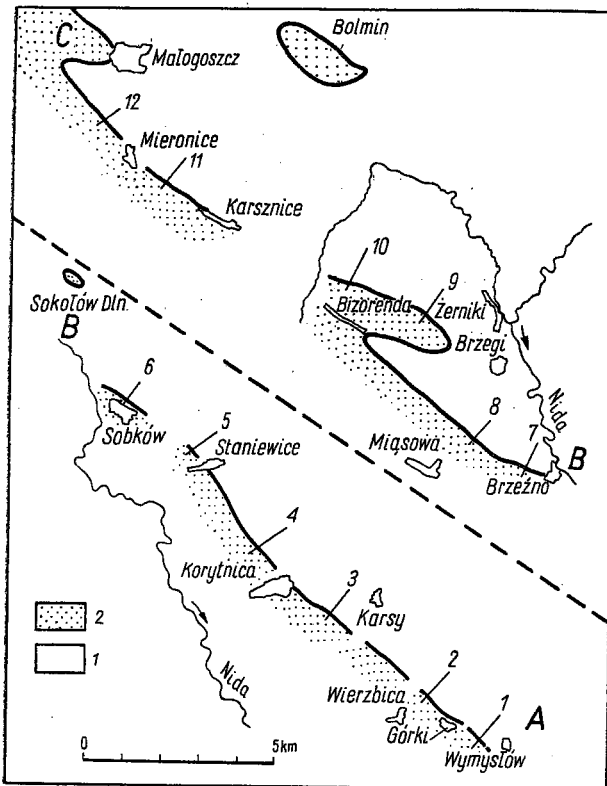 C
Małogoszcz
Bolmin
12
Mieronice
11
Karsznice
10
9
Bizorenda
Żerniki
Brzegi
Nida
Sokołów Dln.
B
6
Sobków
5
Staniewice
8
7
Miąsowa
Brzeźno
B
4
Korytnica
3
Karsy
2
1
Nida
2
Wierzbica
1
A
Górki
Wymysłów
0
5km